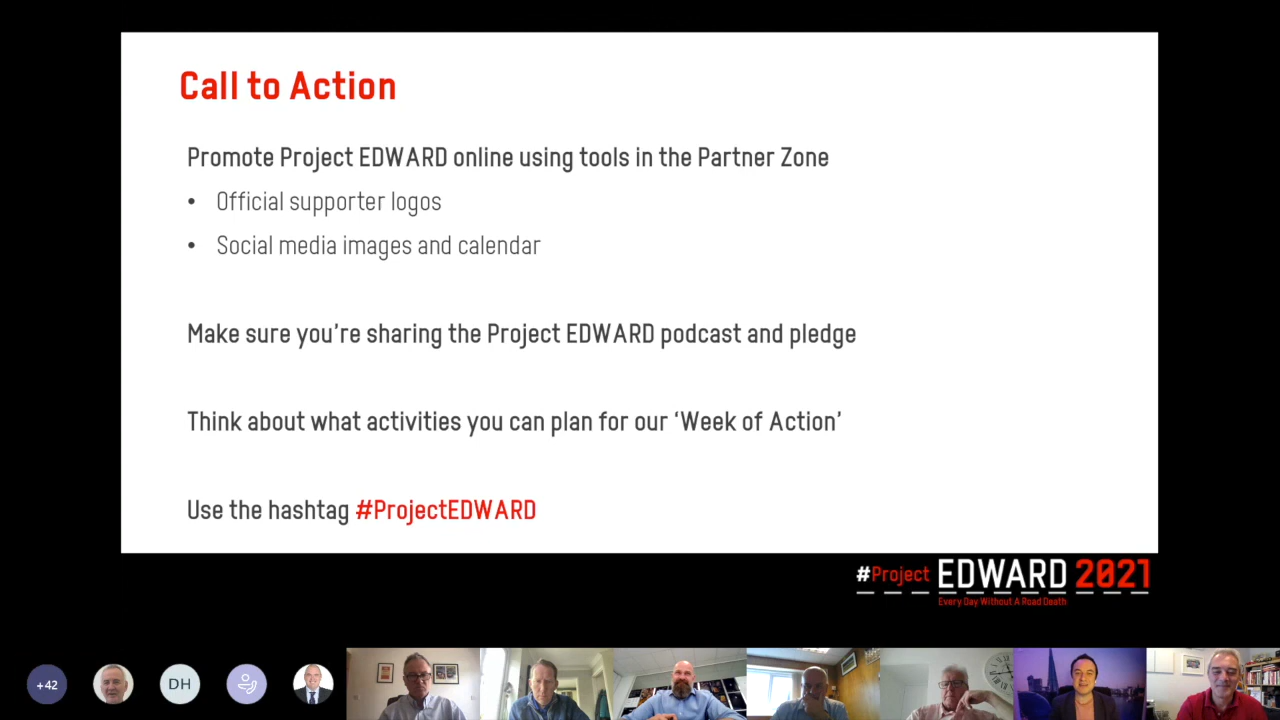 Call to Action
Promote Project EDWARD online using tools in the Partner Zone
• Official supporter logos
• Social media images and calendar
Make sure you’re sharing the Project EDWARD podcast and pledge
Think about what activities you can plan for our ‘Week of Action’
Use the hashtag #ProjectEDWARD
#Project EDWARD 2021
Every Day Without A Road Death
+42
DH